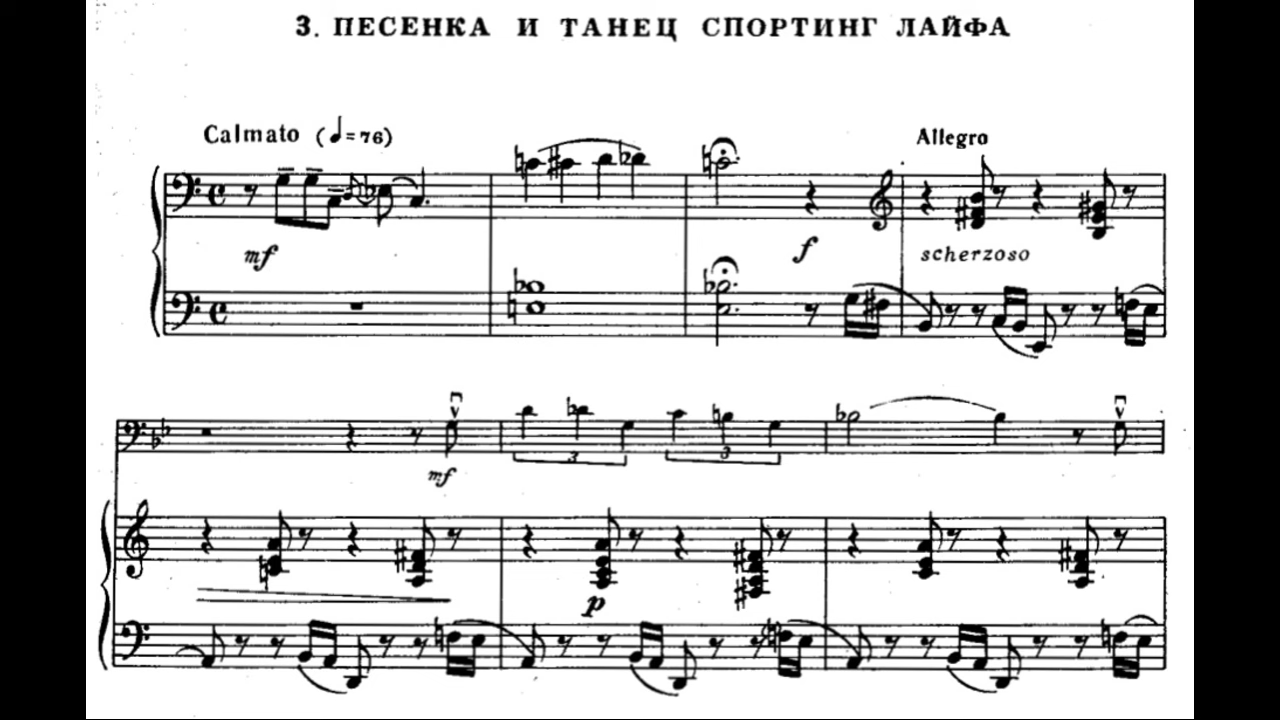 3. ПЕСЕНКА И ТАНЕЦ СПОРТИНГ ЛАЙФА
Calmato (♩=76)
Allegro
mf
f
scherzoso
mf
3
3
p